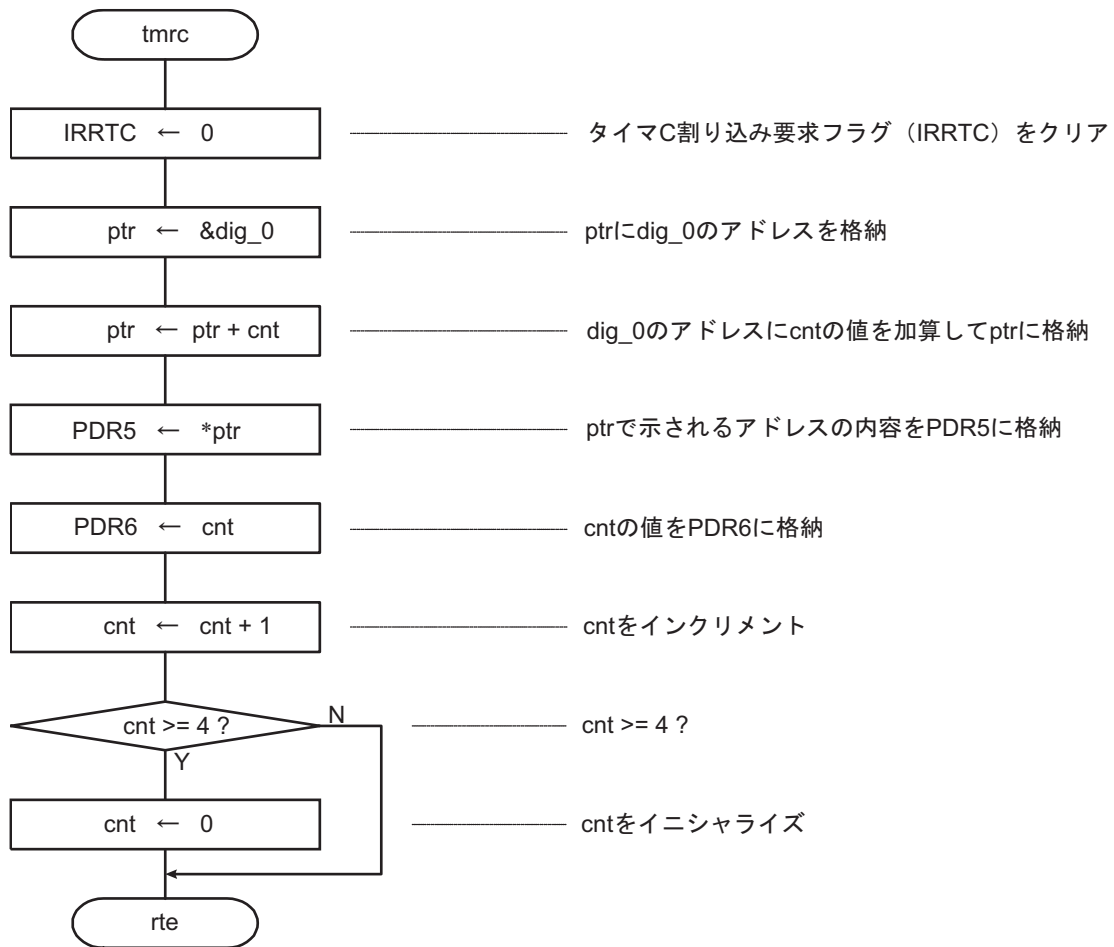 tmrc
IRRTC ← 0 タイマC割り込み要求フラグ（IRRTC）をクリア
ptr ← &dig_0 ptrにdig_0のアドレスを格納
ptr ← ptr + cnt dig_0のアドレスにcntの値を加算してptrに格納
PDR5 ← *ptr ptrで示されるアドレスの内容をPDR5に格納
PDR6 ← cnt cntの値をPDR6に格納
cnt ← cnt + 1 cntをインクリメント
cnt >= 4 ? N cnt >= 4 ?
Y
cnt ← 0 cntをイニシャライズ
rte